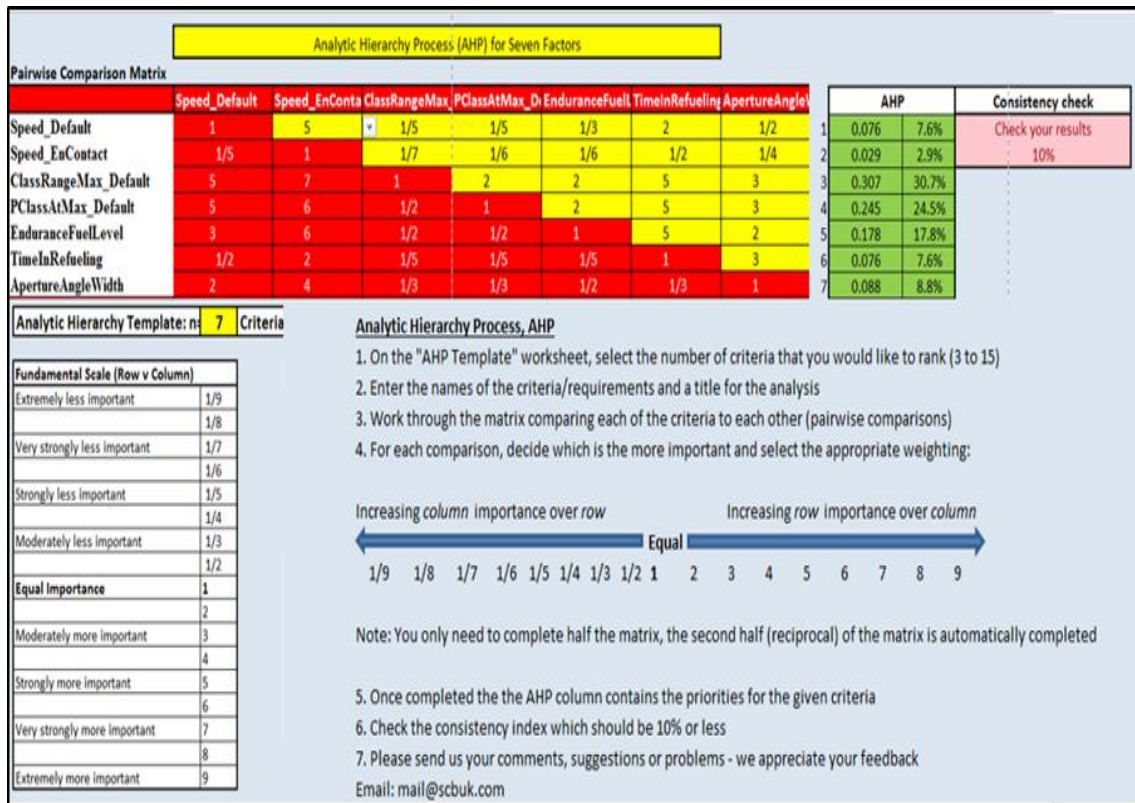 Analytic Hierarchy Process (AHP) for Seven Factors
Pairwise Comparison Matrix
Speed_Default Speed_EnConta ClassRangeMax_ PClassAtMax_D EnduranceFuelL TimeInRefueling ApertureAngleW AHP Consistency check
Speed_Default 1 5 1/5 1/5 1/3 2 1/2 1 0.076 7.6% Check your results
Speed_EnContact 1/5 1 1/7 1/6 1/6 1/2 1/4 2 0.029 2.9% 10%
ClassRangeMax_Default 5 7 1 2 2 5 3 3 0.307 30.7%
PClassAtMax_Default 5 6 1/2 1 2 5 3 4 0.245 24.5%
EnduranceFuelLevel 3 6 1/2 1/2 1 5 2 5 0.178 17.8%
TimeInRefueling 1/2 2 1/5 1/5 1/5 1 3 6 0.076 7.6%
ApertureAngleWidth 2 4 1/3 1/3 1/2 1/3 1 7 0.088 8.8%
Analytic Hierarchy Template: n= 7 Criteria
Fundamental Scale (Row v Column)
Extremely less important 1/9
1/8
Very strongly less important 1/7
1/6
Strongly less important 1/5
1/4
Moderately less important 1/3
1/2
Equal Importance 1
2
Moderately more important 3
4
Strongly more important 5
6
Very strongly more important 7
8
Extremely more important 9
Analytic Hierarchy Process, AHP
1. On the "AHP Template" worksheet, select the number of criteria that you would like to rank (3 to 15)
2. Enter the names of the criteria/requirements and a title for the analysis
3. Work through the matrix comparing each of the criteria to each other (pairwise comparisons)
4. For each comparison, decide which is the more important and select the appropriate weighting:
Increasing column importance over row Increasing row importance over column
Equal
1/9 1/8 1/7 1/6 1/5 1/4 1/3 1/2 1 2 3 4 5 6 7 8 9
Note: You only need to complete half the matrix, the second half (reciprocal) of the matrix is automatically completed
5. Once completed the the AHP column contains the priorities for the given criteria
6. Check the consistency index which should be 10% or less
7. Please send us your comments, suggestions or problems - we appreciate your feedback
Email: mail@scbuk.com